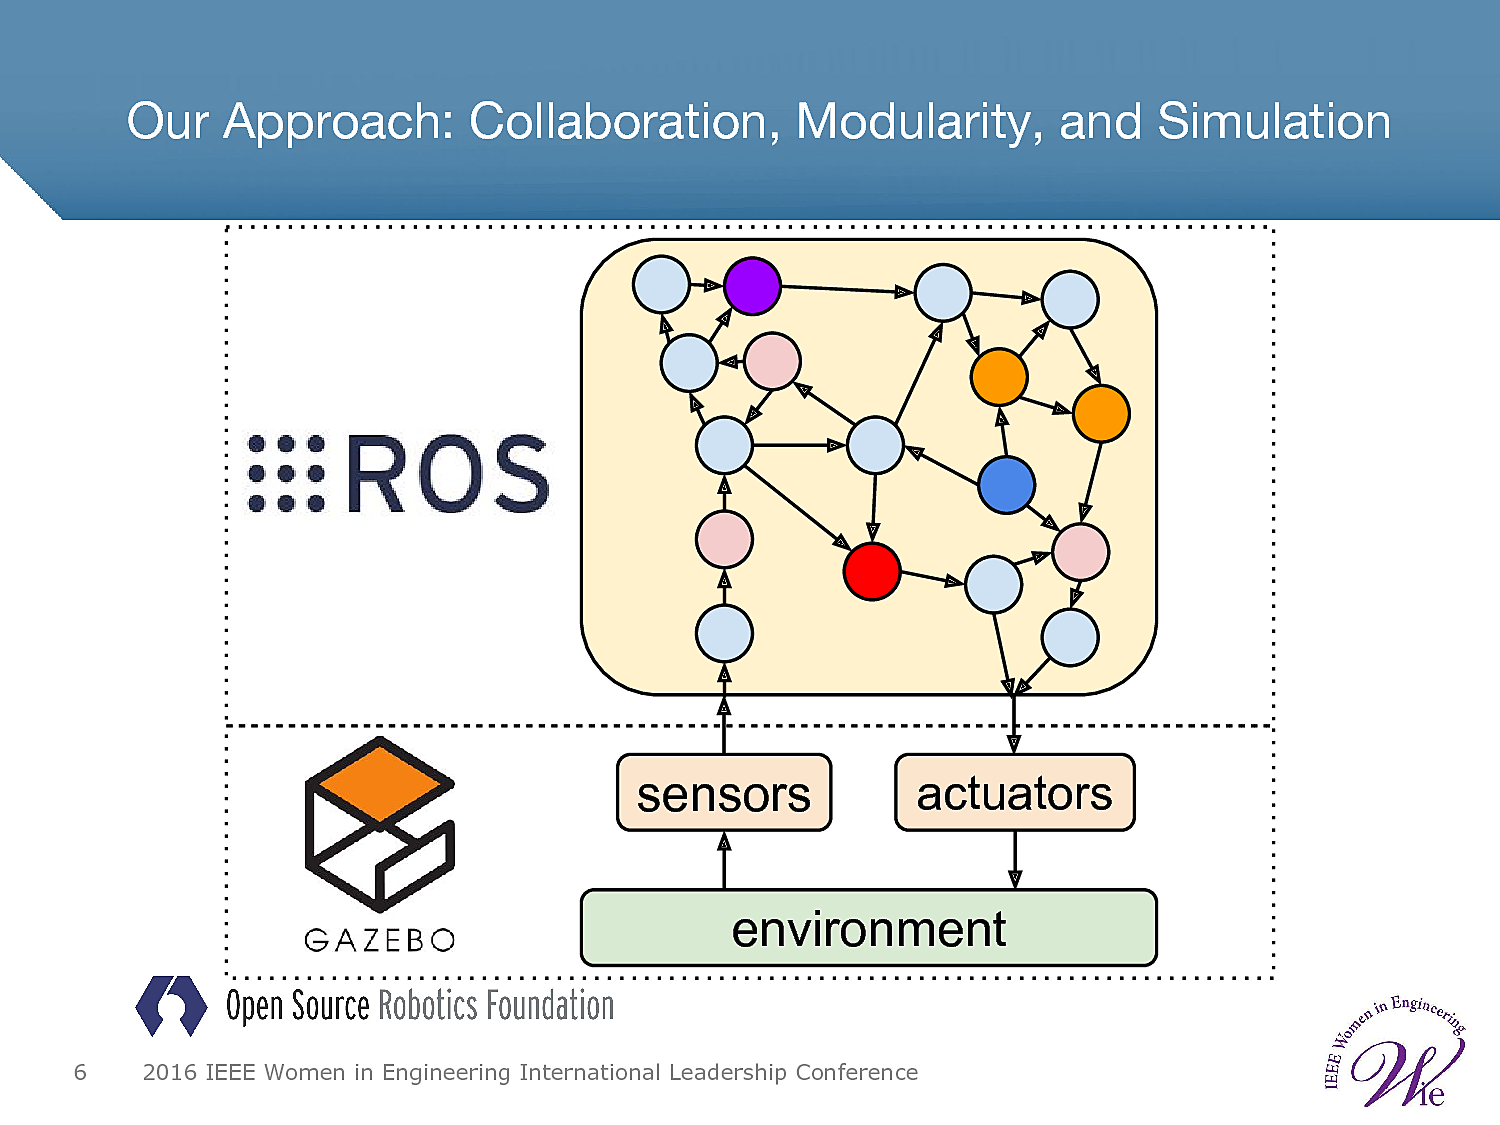 Our Approach: Collaboration, Modularity, and Simulation
ROS
sensors
actuators
GAZEBO
environment
Open Source Robotics Foundation
IEEE Women in Engineering
Wie
6 2016 IEEE Women in Engineering International Leadership Conference